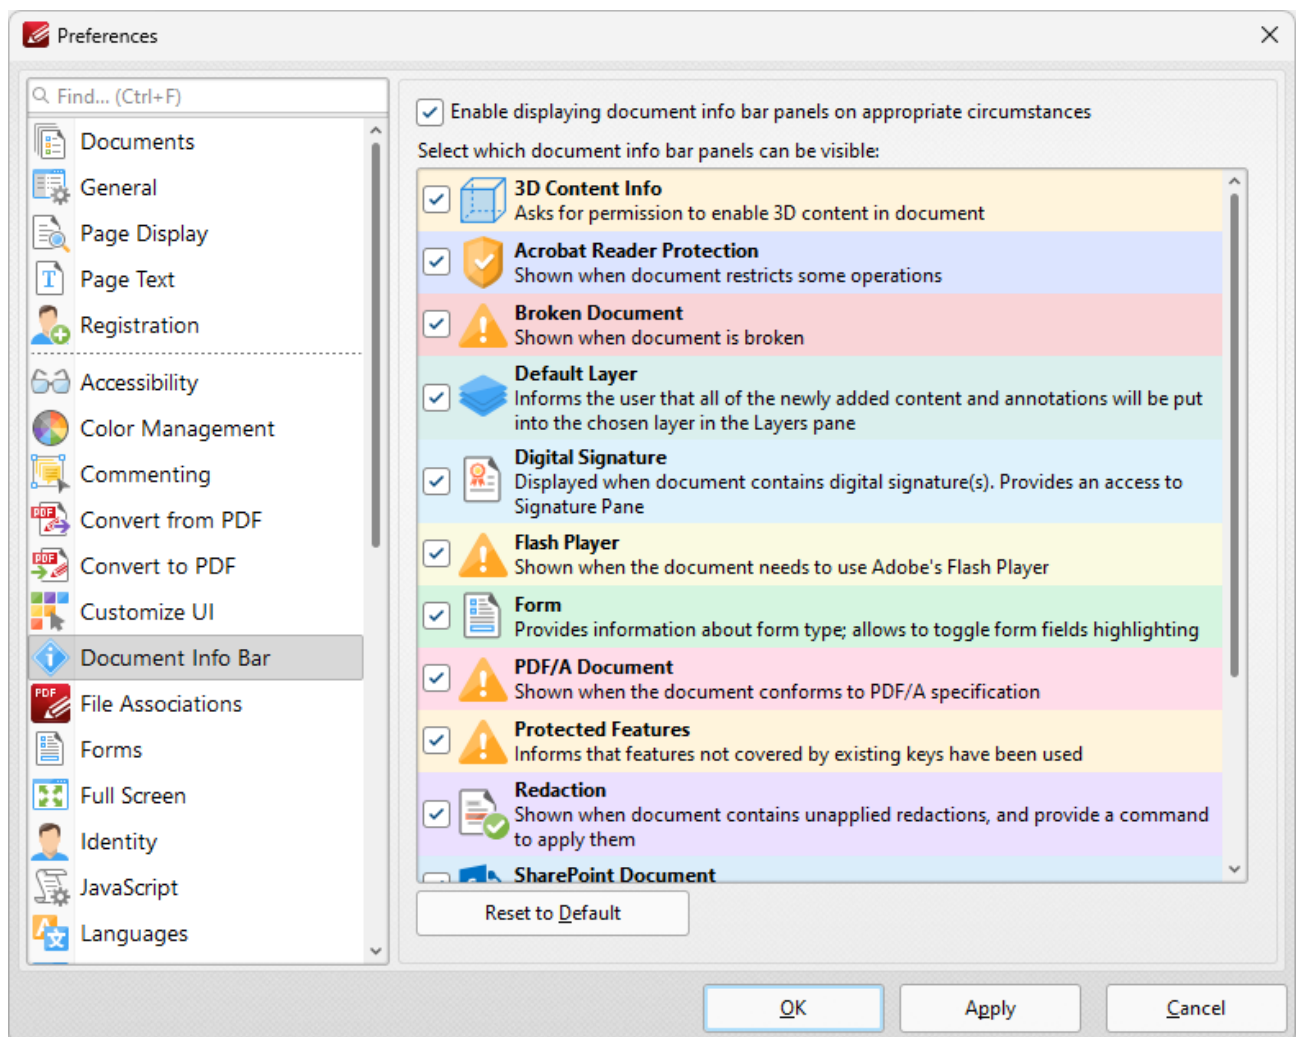 Preferences
Find... (Ctrl+F)
Documents
General
Page Display
Page Text
Registration
Accessibility
Color Management
Commenting
Convert from PDF
Convert to PDF
Customize UI
Document Info Bar
File Associations
Forms
Full Screen
Identity
JavaScript
Languages
Enable displaying document info bar panels on appropriate circumstances
Select which document info bar panels can be visible:
3D Content Info
Asks for permission to enable 3D content in document
Acrobat Reader Protection
Shown when document restricts some operations
Broken Document
Shown when document is broken
Default Layer
Informs the user that all of the newly added content and annotations will be put
into the chosen layer in the Layers pane
Digital Signature
Displayed when document contains digital signature(s). Provides an access to
Signature Pane
Flash Player
Shown when the document needs to use Adobe's Flash Player
Form
Provides information about form type; allows to toggle form fields highlighting
PDF/A Document
Shown when the document conforms to PDF/A specification
Protected Features
Informs that features not covered by existing keys have been used
Redaction
Shown when document contains unapplied redactions, and provide a command
to apply them
SharePoint Document
Reset to Default
OK
Apply
Cancel